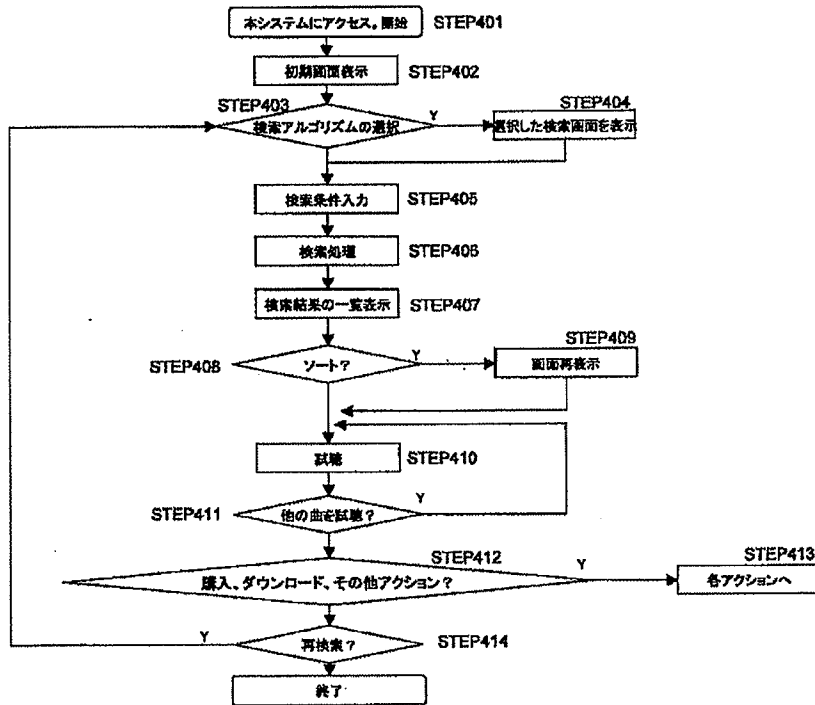 本システムにアクセス。開始 STEP401
初期画面表示 STEP402
STEP403
検索アルゴリズムの選択
Y
STEP404
選択した検索画面を表示
検索条件入力 STEP405
検索処理 STEP406
検索結果の一覧表示 STEP407
STEP408 ソート?
Y
STEP409
画面再表示
試聴 STEP410
STEP411 他の曲を試聴?
Y
STEP412
購入、ダウンロード、その他アクション?
Y
STEP413
各アクションへ
Y
再検索? STEP414
終了